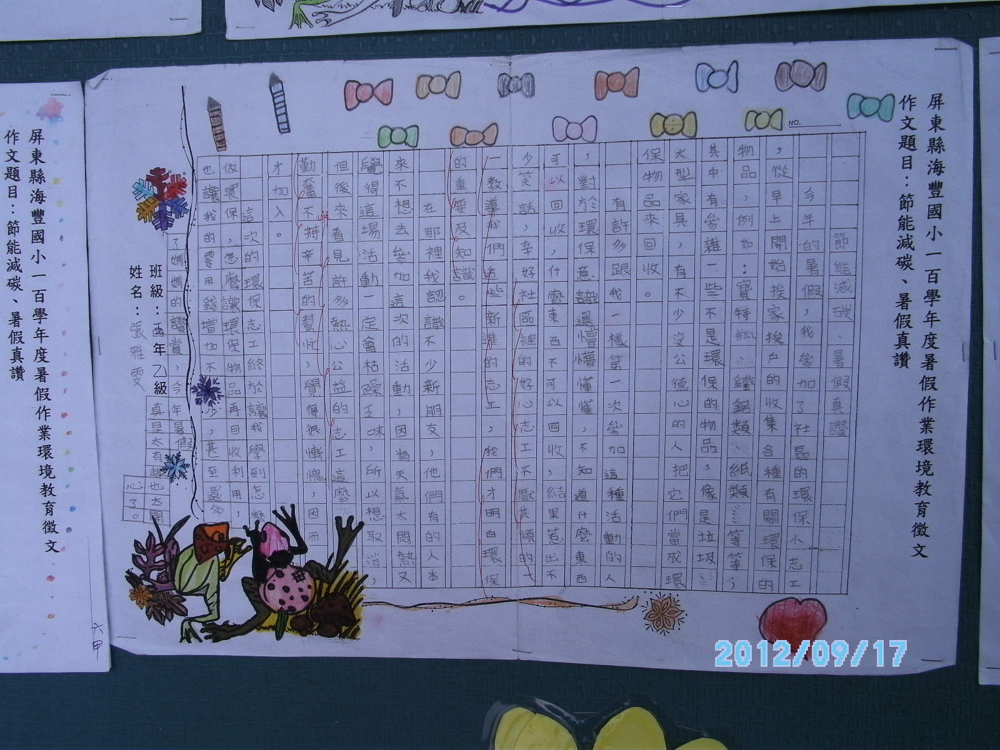 屏東縣海豐國小一百學年度暑假作業環境教育徵文
作文題目：節能減碳、暑假真讚
NO.
節能減碳、暑假真讚
今年的暑假，我參加了社區的環保小志工
，從早上開始挨家挨戶的收集各種有關環保的
物品，例如：寶特瓶、鐵鋁類、紙類……等等；
其中有參雜一些不是環保的物品，像是垃圾、
大型家具，有不少沒公德心的人把它們當成環
保物品來回收。
有許多跟我一樣第一次參加這種活動的人
，對於環保意識還懵懵懂懂，不知道什麼東西
可以回收，什麼東西不可以回收，結果惹出不
少笑話，幸好社區裡的好心志工不厭其煩的
一教導我們這些新進的志工，我們才明白環保
的重要及知識。
在那裡我認識不少新朋友，他們有的人本
來不想去參加這次的活動，因為天氣太悶熱又
覺得這場活動一定會枯躁乏味，所以想取消，
但後來看見許多熱心公益的志工這麼
勤奮不辭辛苦的幫忙，覺得很慚愧，因而
才加入。
這次的環保志工終於讓我學到怎麼
做環保，怎麼讓環保物品再回收利用，
也讓我的零用錢增加不少，甚至還多
了媽媽的讚賞，今年暑假
真是太有趣也太開
心了。
班級：五年乙級
姓名：張雅雯
屏東縣海豐國小一百學年度暑假作業環境教育徵文
作文題目：節能減碳、暑假真讚
六甲
2012/09/17